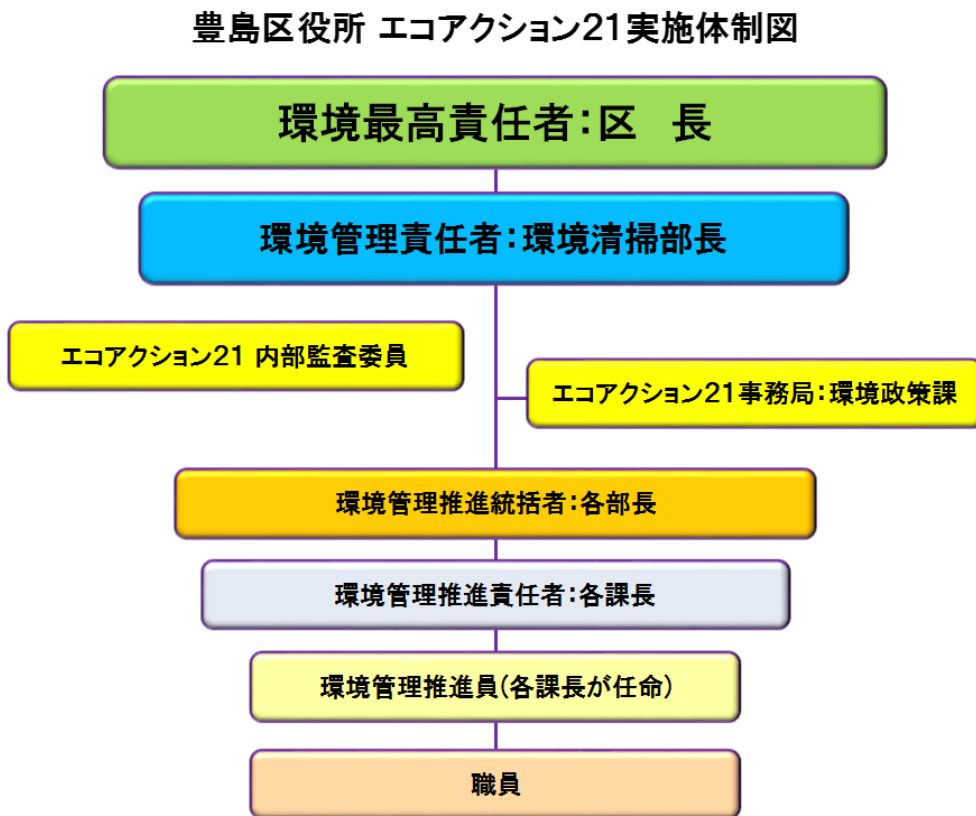 豊島区役所 エコアクション21実施体制図
環境最高責任者：区　長
環境管理責任者：環境清掃部長
エコアクション21 内部監査委員
エコアクション21事務局：環境政策課
環境管理推進統括者：各部長
環境管理推進責任者：各課長
環境管理推進員(各課長が任命)
職員